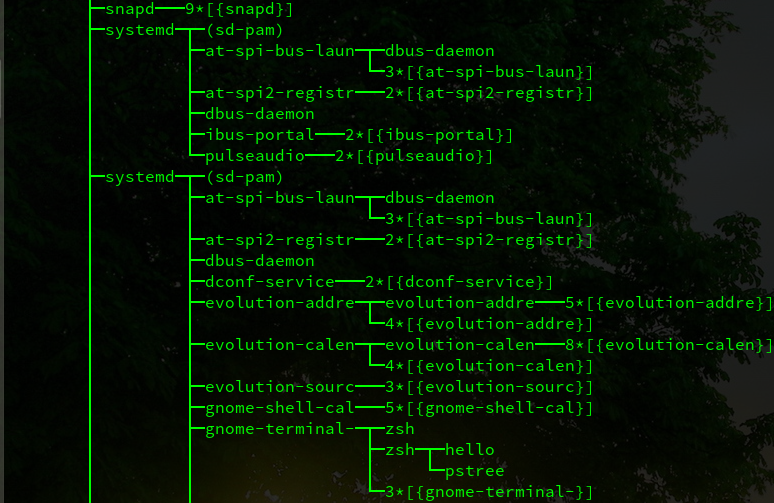 ├─snapd───9*[{snapd}]
├─systemd─┬─(sd-pam)
│         ├─at-spi-bus-laun─┬─dbus-daemon
│         │                 └─3*[{at-spi-bus-laun}]
│         ├─at-spi2-registr───2*[{at-spi2-registr}]
│         ├─dbus-daemon
│         ├─ibus-portal───2*[{ibus-portal}]
│         └─pulseaudio───2*[{pulseaudio}]
├─systemd─┬─(sd-pam)
│         ├─at-spi-bus-laun─┬─dbus-daemon
│         │                 └─3*[{at-spi-bus-laun}]
│         ├─at-spi2-registr───2*[{at-spi2-registr}]
│         ├─dbus-daemon
│         ├─dconf-service───2*[{dconf-service}]
│         ├─evolution-addre─┬─evolution-addre───5*[{evolution-addre}]
│         │                 └─4*[{evolution-addre}]
│         ├─evolution-calen─┬─evolution-calen───8*[{evolution-calen}]
│         │                 └─4*[{evolution-calen}]
│         ├─evolution-sourc───3*[{evolution-sourc}]
│         ├─gnome-shell-cal───5*[{gnome-shell-cal}]
│         ├─gnome-terminal-─┬─zsh
│         │                 ├─zsh─┬─hello
│         │                 │     └─pstree
│         │                 └─3*[{gnome-terminal-}]